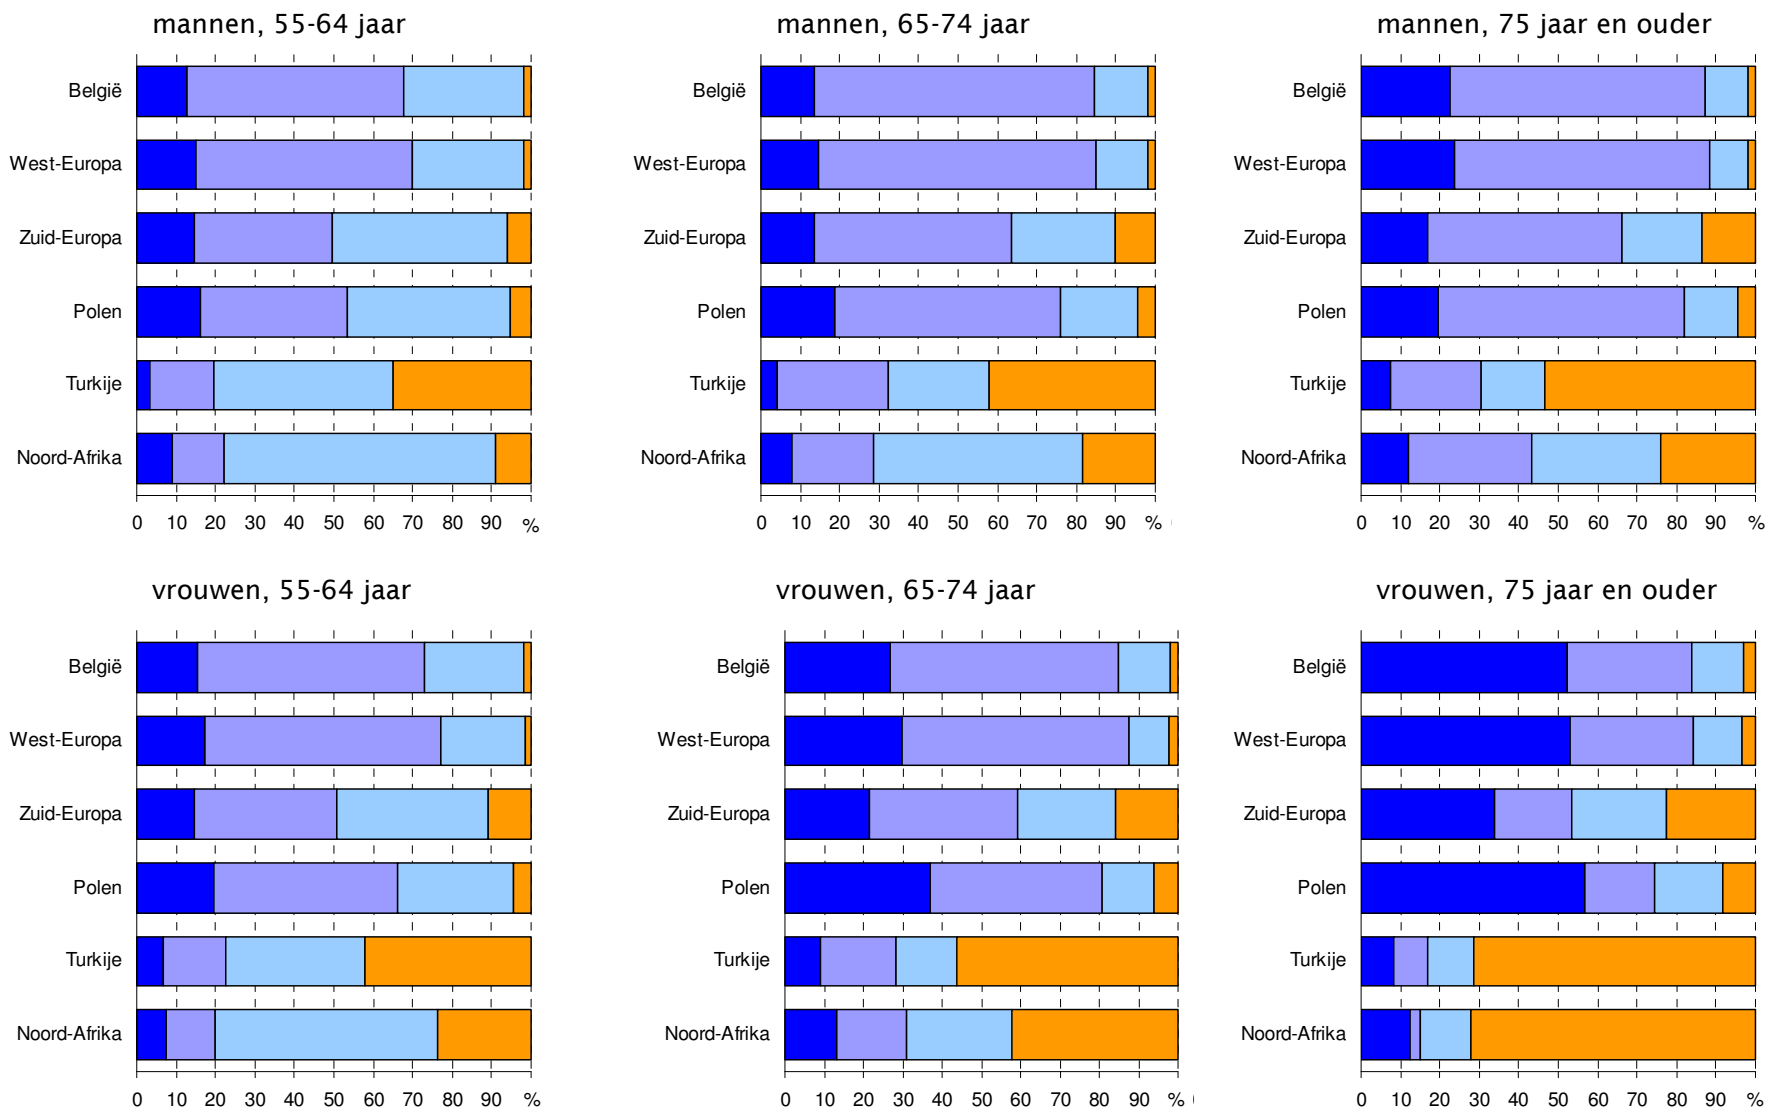 mannen, 55-64 jaar
België
West-Europa
Zuid-Europa
Polen
Turkije
Noord-Afrika
0 10 20 30 40 50 60 70 80 90 %
mannen, 65-74 jaar
België
West-Europa
Zuid-Europa
Polen
Turkije
Noord-Afrika
0 10 20 30 40 50 60 70 80 90 %
mannen, 75 jaar en ouder
België
West-Europa
Zuid-Europa
Polen
Turkije
Noord-Afrika
0 10 20 30 40 50 60 70 80 90 %
vrouwen, 55-64 jaar
België
West-Europa
Zuid-Europa
Polen
Turkije
Noord-Afrika
0 10 20 30 40 50 60 70 80 90 %
vrouwen, 65-74 jaar
België
West-Europa
Zuid-Europa
Polen
Turkije
Noord-Afrika
0 10 20 30 40 50 60 70 80 90 %
vrouwen, 75 jaar en ouder
België
West-Europa
Zuid-Europa
Polen
Turkije
Noord-Afrika
0 10 20 30 40 50 60 70 80 90 %